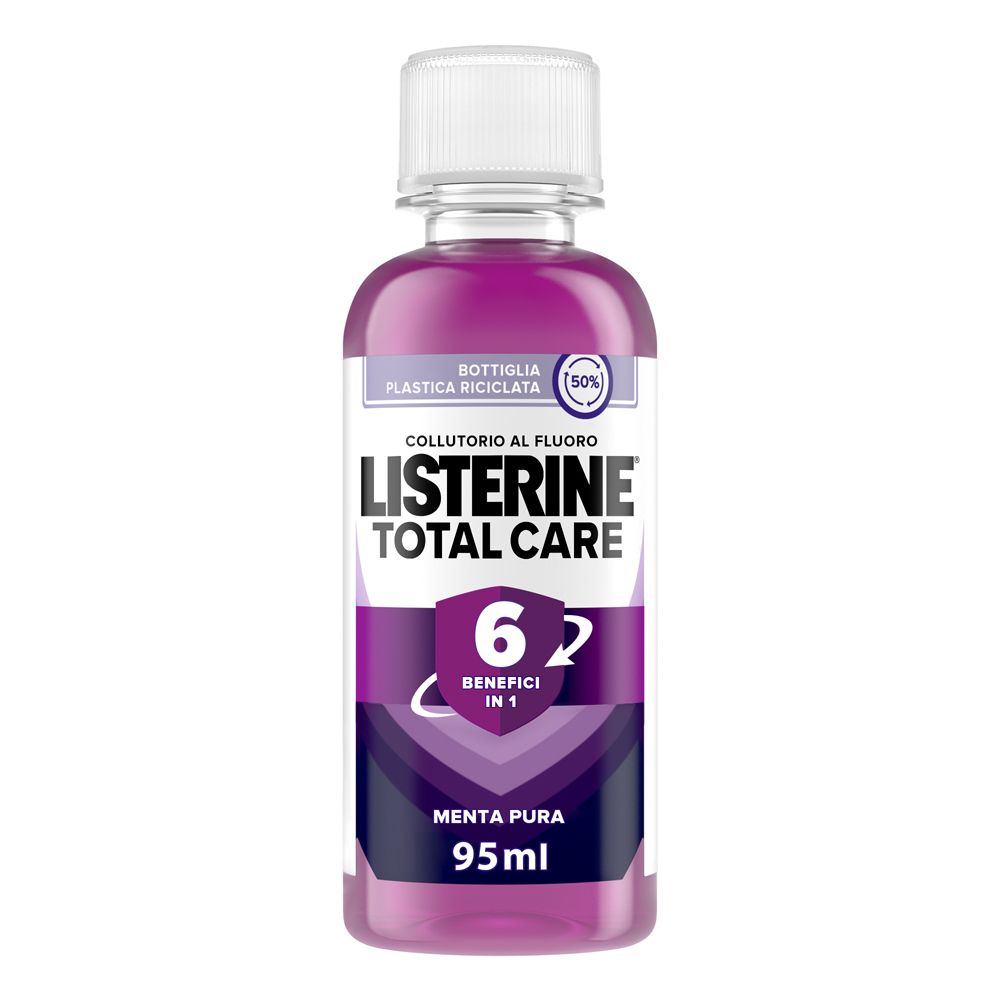 BOTTIGLIA
PLASTICA RICICLATA
50%
COLLUTORIO AL FLUORO
LISTERINE®
TOTAL CARE
6
BENEFICI
IN 1
MENTA PURA
95ml